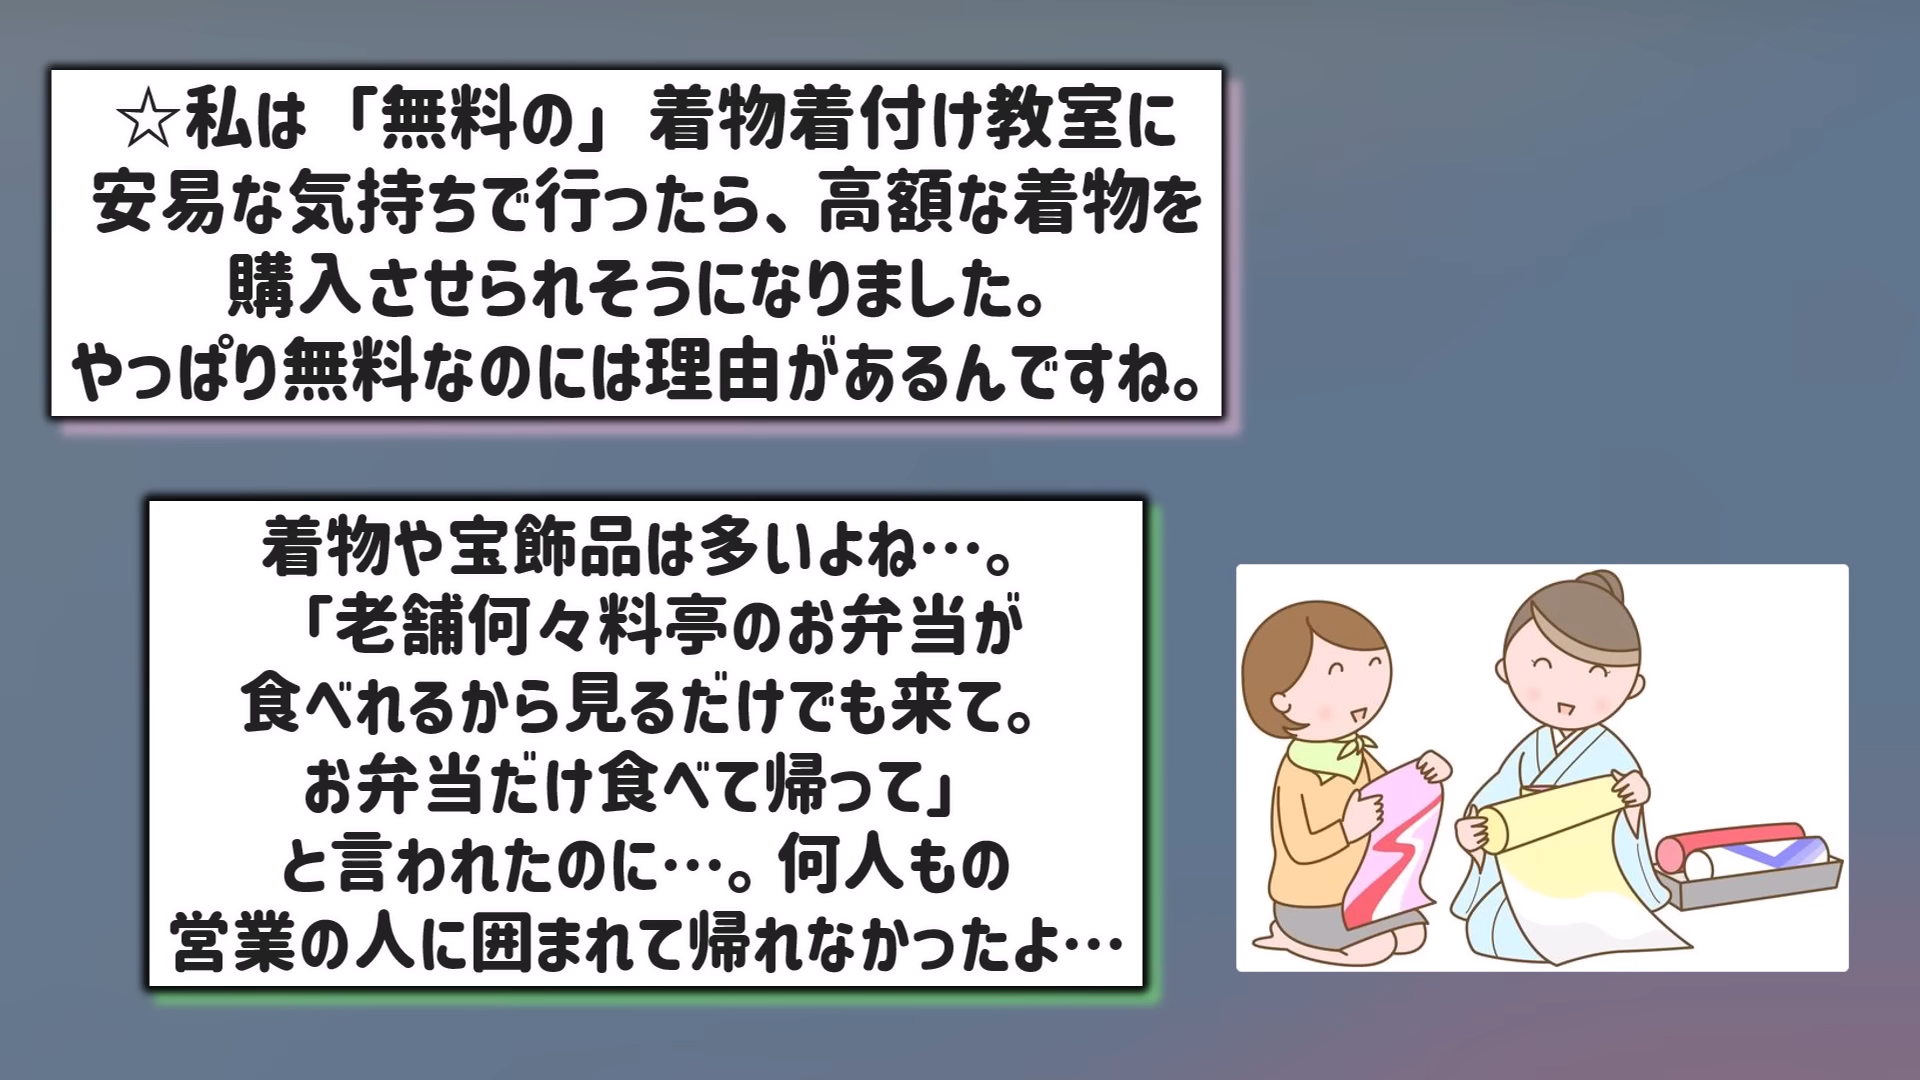 ☆私は「無料の」着物着付け教室に
安易な気持ちで行ったら、高額な着物を
購入させられそうになりました。
やっぱり無料なのには理由があるんですね。
着物や宝飾品は多いよね…。
「老舗何々料亭のお弁当が
食べれるから見るだけでも来て。
お弁当だけ食べて帰って」
と言われたのに…。何人もの
営業の人に囲まれて帰れなかったよ…